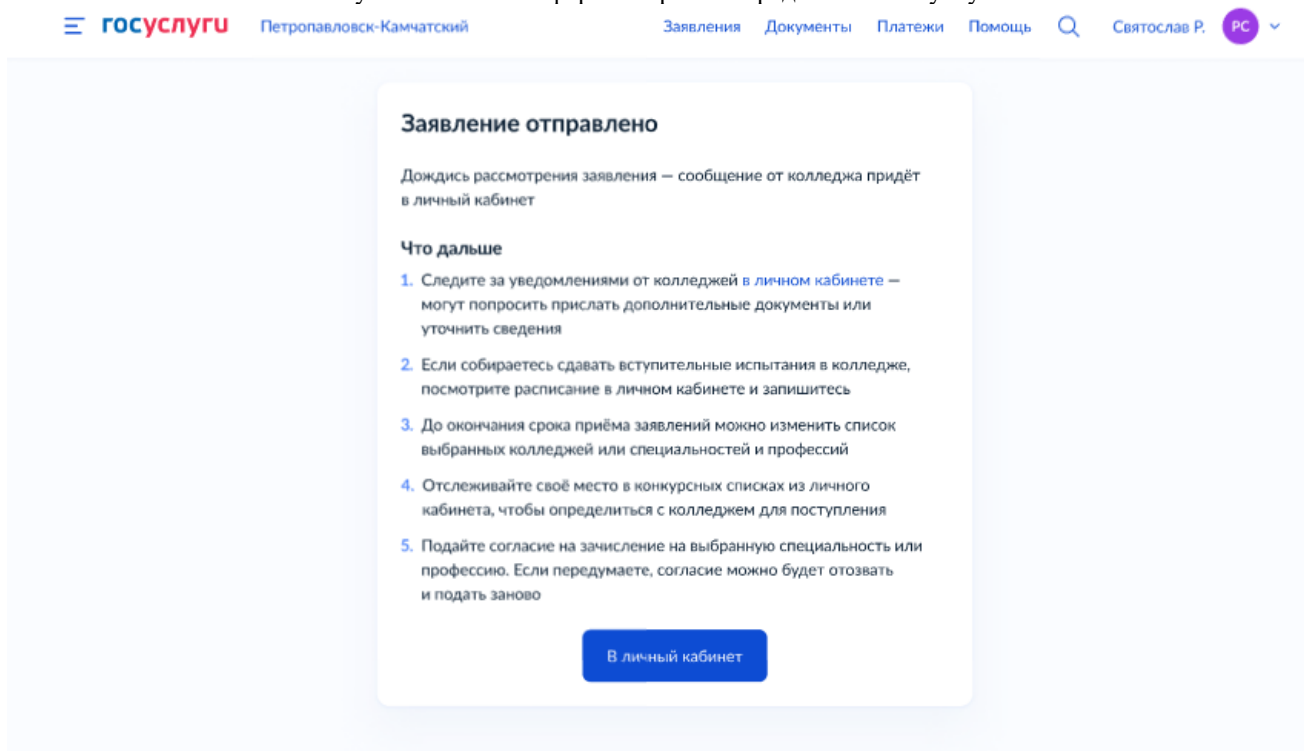 госуслуги Петропавловск-Камчатский Заявления Документы Платежи Помощь Святослав Р. РС
Заявление отправлено
Дождись рассмотрения заявления — сообщение от колледжа придёт
в личный кабинет
Что дальше
1. Следите за уведомлениями от колледжей в личном кабинете —
могут попросить прислать дополнительные документы или
уточнить сведения
2. Если собираетесь сдавать вступительные испытания в колледже,
посмотрите расписание в личном кабинете и запишитесь
3. До окончания срока приёма заявлений можно изменить список
выбранных колледжей или специальностей и профессий
4. Отслеживайте своё место в конкурсных списках из личного
кабинета, чтобы определиться с колледжем для поступления
5. Подайте согласие на зачисление на выбранную специальность или
профессию. Если передумаете, согласие можно будет отозвать
и подать заново
В личный кабинет